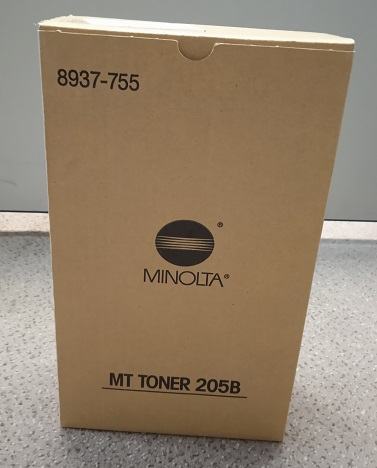 8937-755
®
MINOLTA®
MT TONER 205B